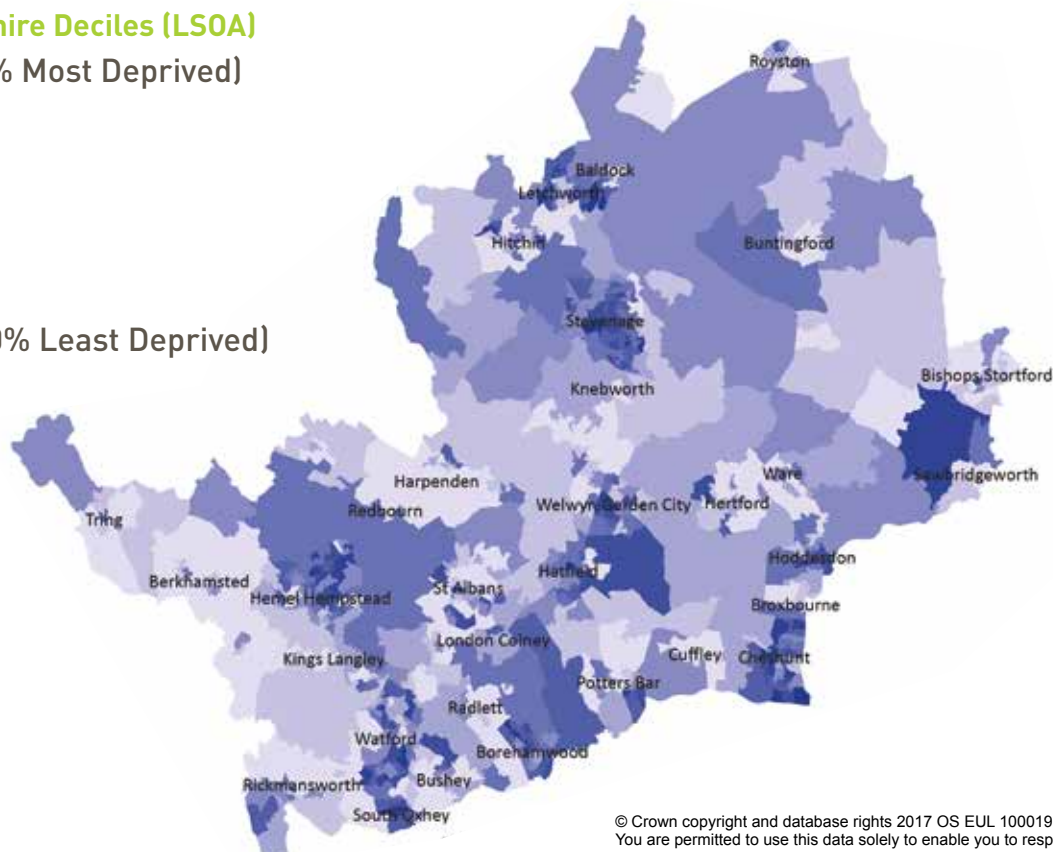 ire Deciles (LSOA)
% Most Deprived)
0% Least Deprived)
Royston
Baldock
Letchworth
Hitchin
Buntingford
Stevenage
Bishops Stortford
Knebworth
Sawbridgeworth
Harpenden
Ware
Redbourn
Welwyn Garden City
Hertford
Tring
Hoddesdon
Berkhamsted
Hatfield
St Albans
Hemel Hempstead
Broxbourne
London Colney
Kings Langley
Cuffley
Cheshunt
Potters Bar
Radlett
Watford
Borehamwood
Rickmansworth
Bushey
South Oxhey
© Crown copyright and database rights 2017 OS EUL 100019
You are permitted to use this data solely to enable you to resp